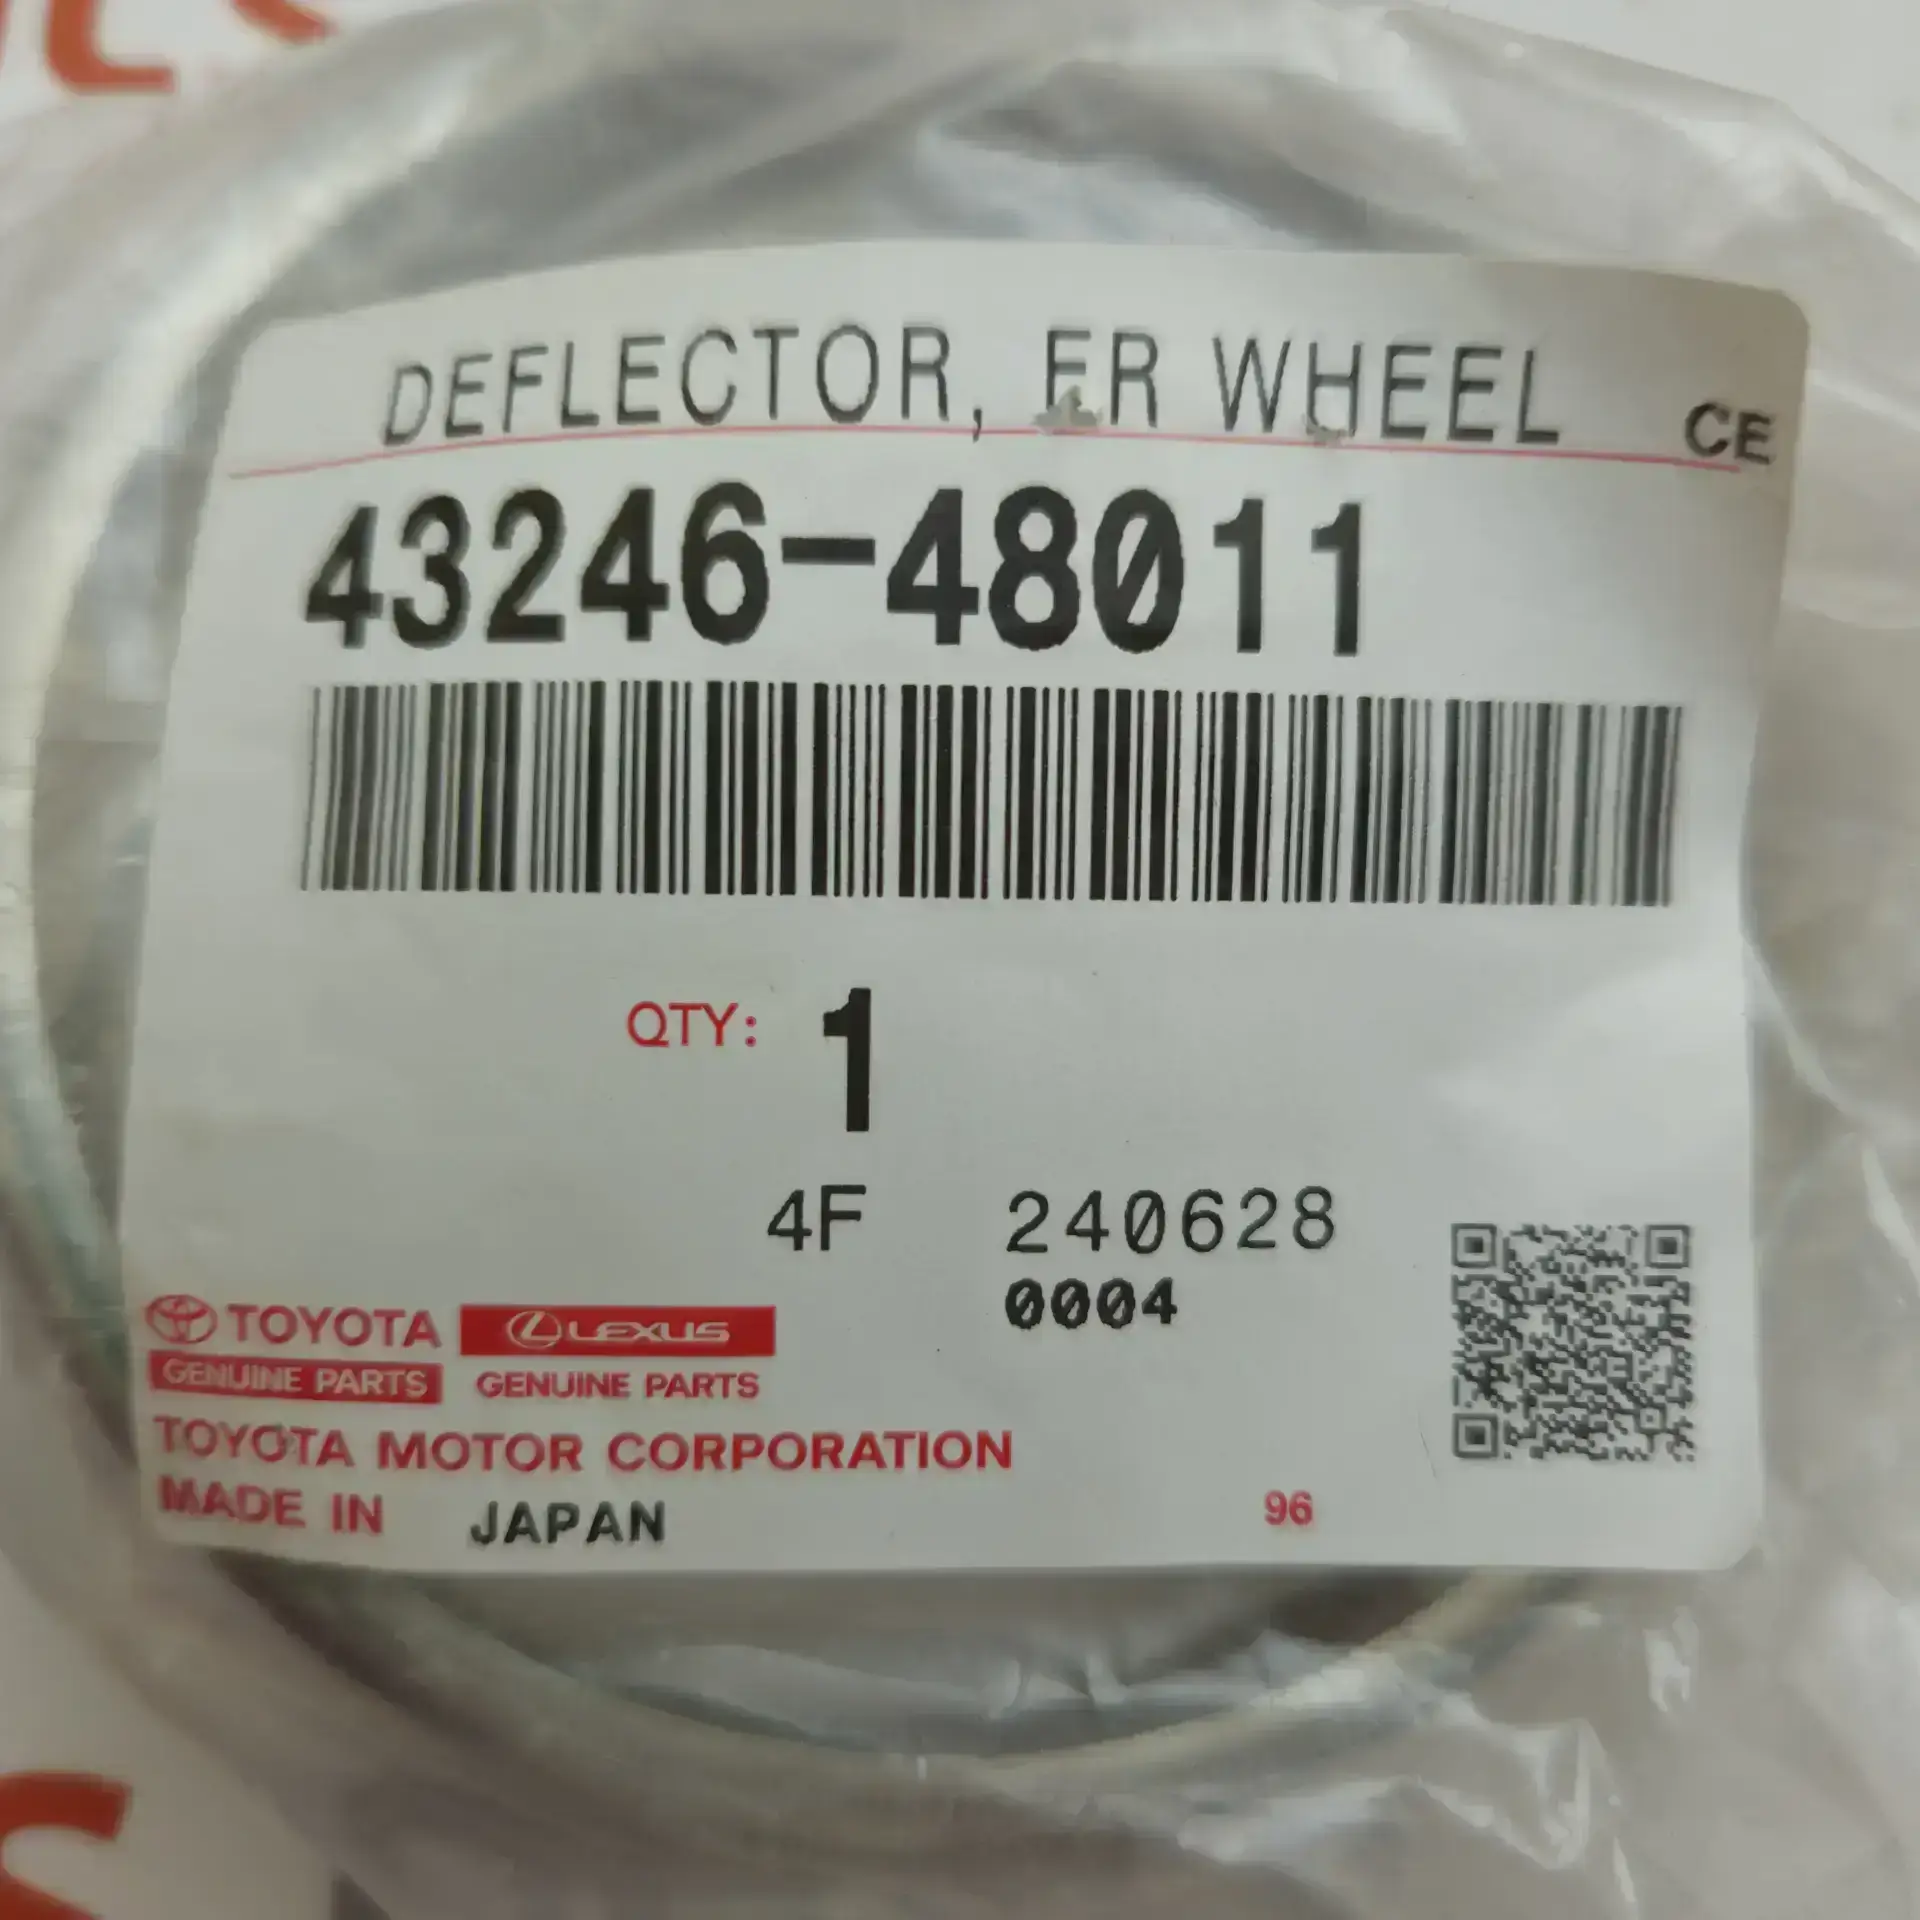 DEFLECTOR, FR WHEEL CE
43246-48011
QTY: 1
4F 240628
0004
TOYOTA LEXUS
GENUINE PARTS GENUINE PARTS
TOYOTA MOTOR CORPORATION
MADE IN JAPAN
96